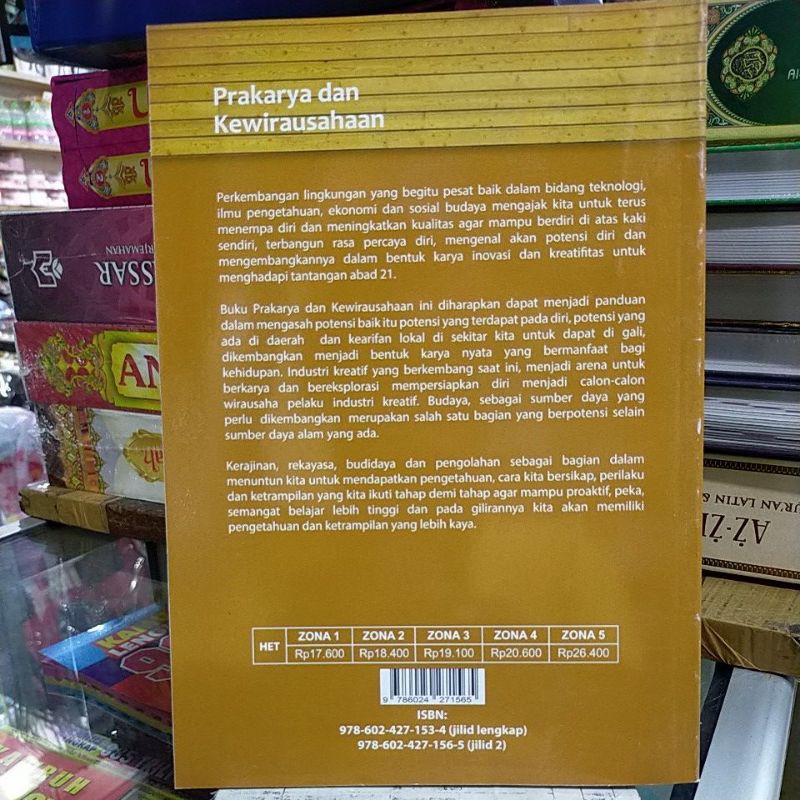 Prakarya dan
Kewirausahaan
Perkembangan lingkungan yang begitu pesat baik dalam bidang teknologi,
ilmu pengetahuan, ekonomi dan sosial budaya mengajak kita untuk terus
menempa diri dan meningkatkan kualitas agar mampu berdiri di atas kaki
sendiri, terbangun rasa percaya diri, mengenal akan potensi diri dan
mengembangkannya dalam bentuk karya inovasi dan kreatifitas untuk
menghadapi tantangan abad 21.
Buku Prakarya dan Kewirausahaan ini diharapkan dapat menjadi panduan
dalam mengasah potensi baik itu potensi yang terdapat pada diri, potensi yang
ada di daerah dan kearifan lokal di sekitar kita untuk dapat di gali,
dikembangkan menjadi bentuk karya nyata yang bermanfaat bagi
kehidupan. Industri kreatif yang berkembang saat ini, menjadi arena untuk
berkarya dan bereksplorasi mempersiapkan diri menjadi calon-calon
wirausaha pelaku industri kreatif. Budaya, sebagai sumber daya yang
perlu dikembangkan merupakan salah satu bagian yang berpotensi selain
sumber daya alam yang ada.
Kerajinan, rekayasa, budidaya dan pengolahan sebagai bagian dalam
menuntun kita untuk mendapatkan pengetahuan, cara kita bersikap, perilaku
dan ketrampilan yang kita ikuti tahap demi tahap agar mampu proaktif, peka,
semangat belajar lebih tinggi dan pada gilirannya kita akan memiliki
pengetahuan dan ketrampilan yang lebih kaya.
HET ZONA 1 ZONA 2 ZONA 3 ZONA 4 ZONA 5
Rp17.600 Rp18.400 Rp19.100 Rp20.600 Rp26.400
9 786024 271565
ISBN:
978-602-427-153-4 (jilid lengkap)
978-602-427-156-5 (jilid 2)
SSAR
AN
UR'AN LATIN &